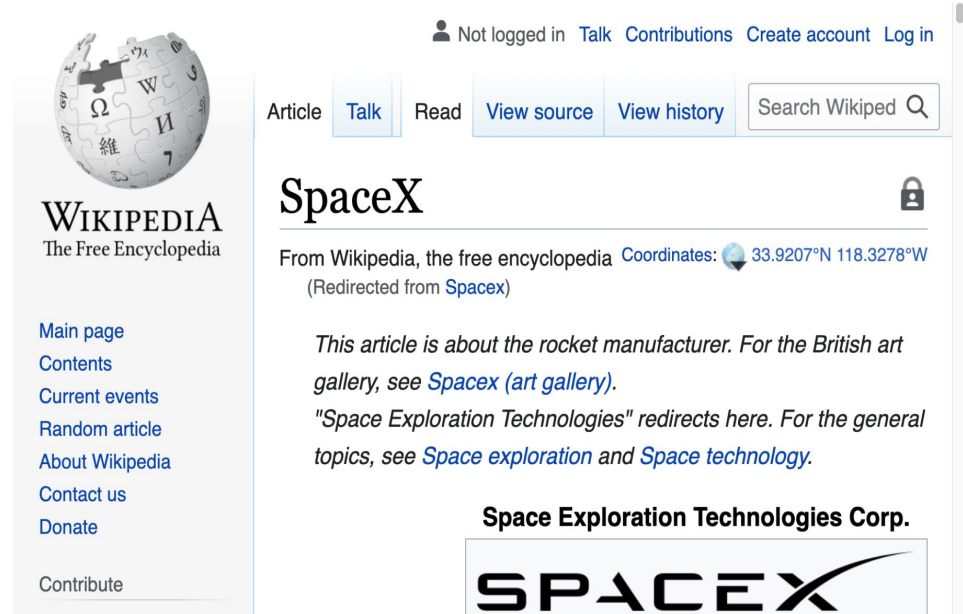 Not logged in Talk Contributions Create account Log in
Article Talk Read View source View history Search Wikiped
WIKIPEDIA
The Free Encyclopedia
Main page
Contents
Current events
Random article
About Wikipedia
Contact us
Donate
Contribute
SpaceX
From Wikipedia, the free encyclopedia Coordinates: 33.9207°N 118.3278°W
(Redirected from Spacex)
This article is about the rocket manufacturer. For the British art
gallery, see Spacex (art gallery).
"Space Exploration Technologies" redirects here. For the general
topics, see Space exploration and Space technology.
Space Exploration Technologies Corp.
SPACEX